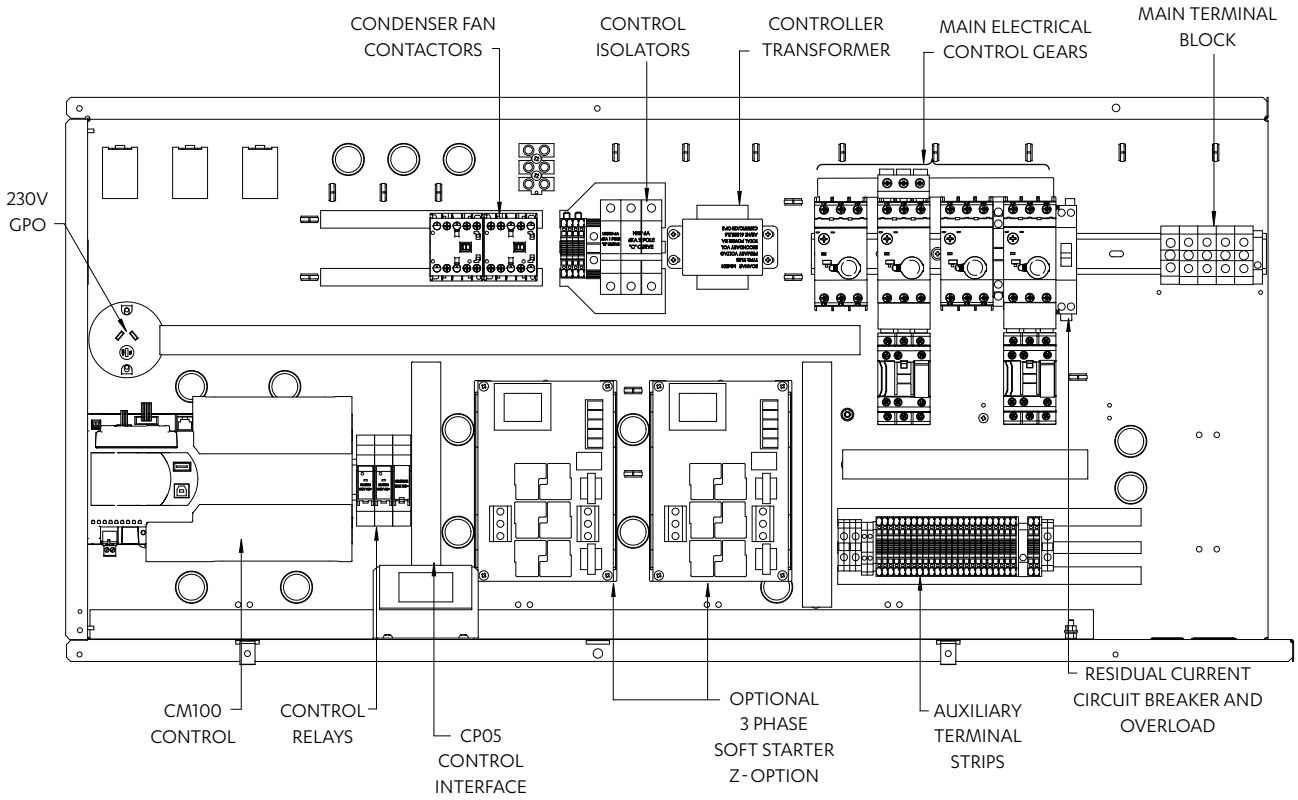 CONDENSER FAN
CONTACTORS
CONTROL
ISOLATORS
CONTROLLER
TRANSFORMER
MAIN ELECTRICAL
CONTROL GEARS
MAIN TERMINAL
BLOCK
230V
GPO
CM100
CONTROL
CONTROL
RELAYS
CP05
CONTROL
INTERFACE
OPTIONAL
3 PHASE
SOFT STARTER
Z-OPTION
AUXILIARY
TERMINAL
STRIPS
RESIDUAL CURRENT
CIRCUIT BREAKER AND
OVERLOAD